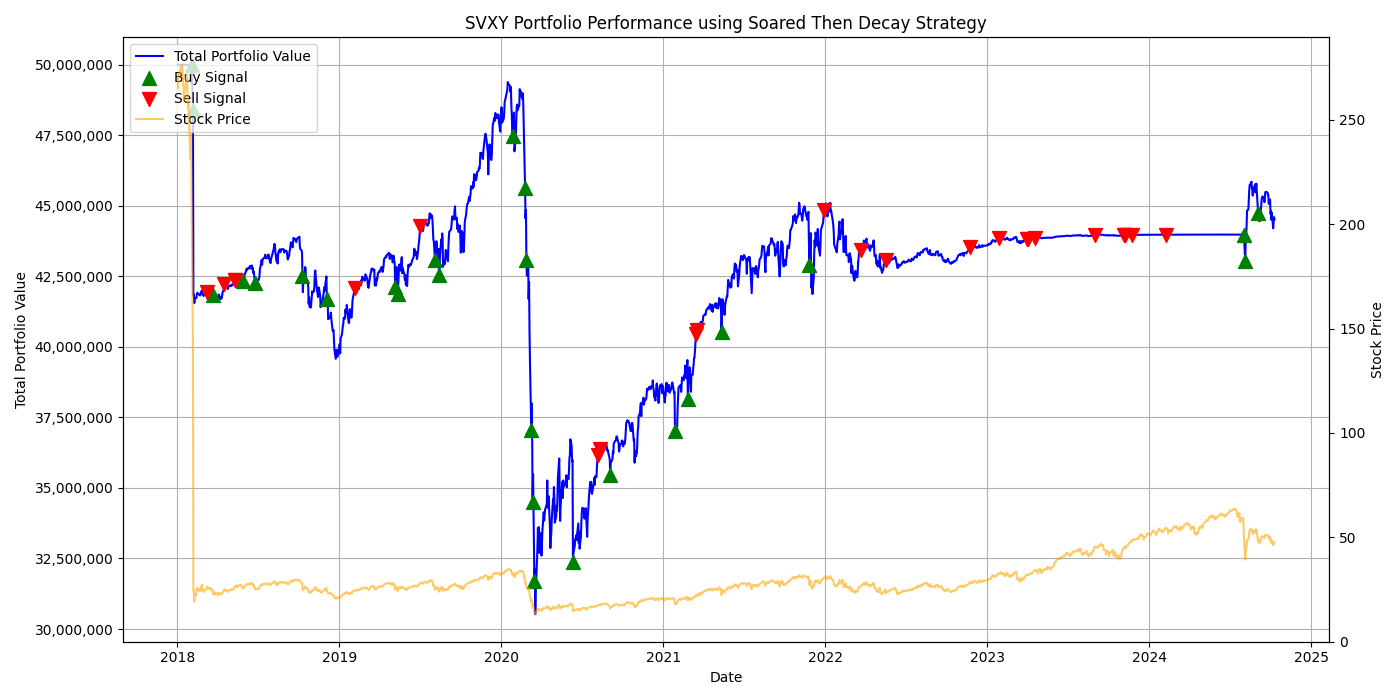 SVXY Portfolio Performance using Soared Then Decay Strategy
Total Portfolio Value
Buy Signal
Sell Signal
Stock Price
50,000,000
47,500,000
45,000,000
42,500,000
40,000,000
37,500,000
35,000,000
32,500,000
30,000,000
Total Portfolio Value
250
200
150
100
50
0
Stock Price
2018
2019
2020
2021
2022
2023
2024
2025
Date